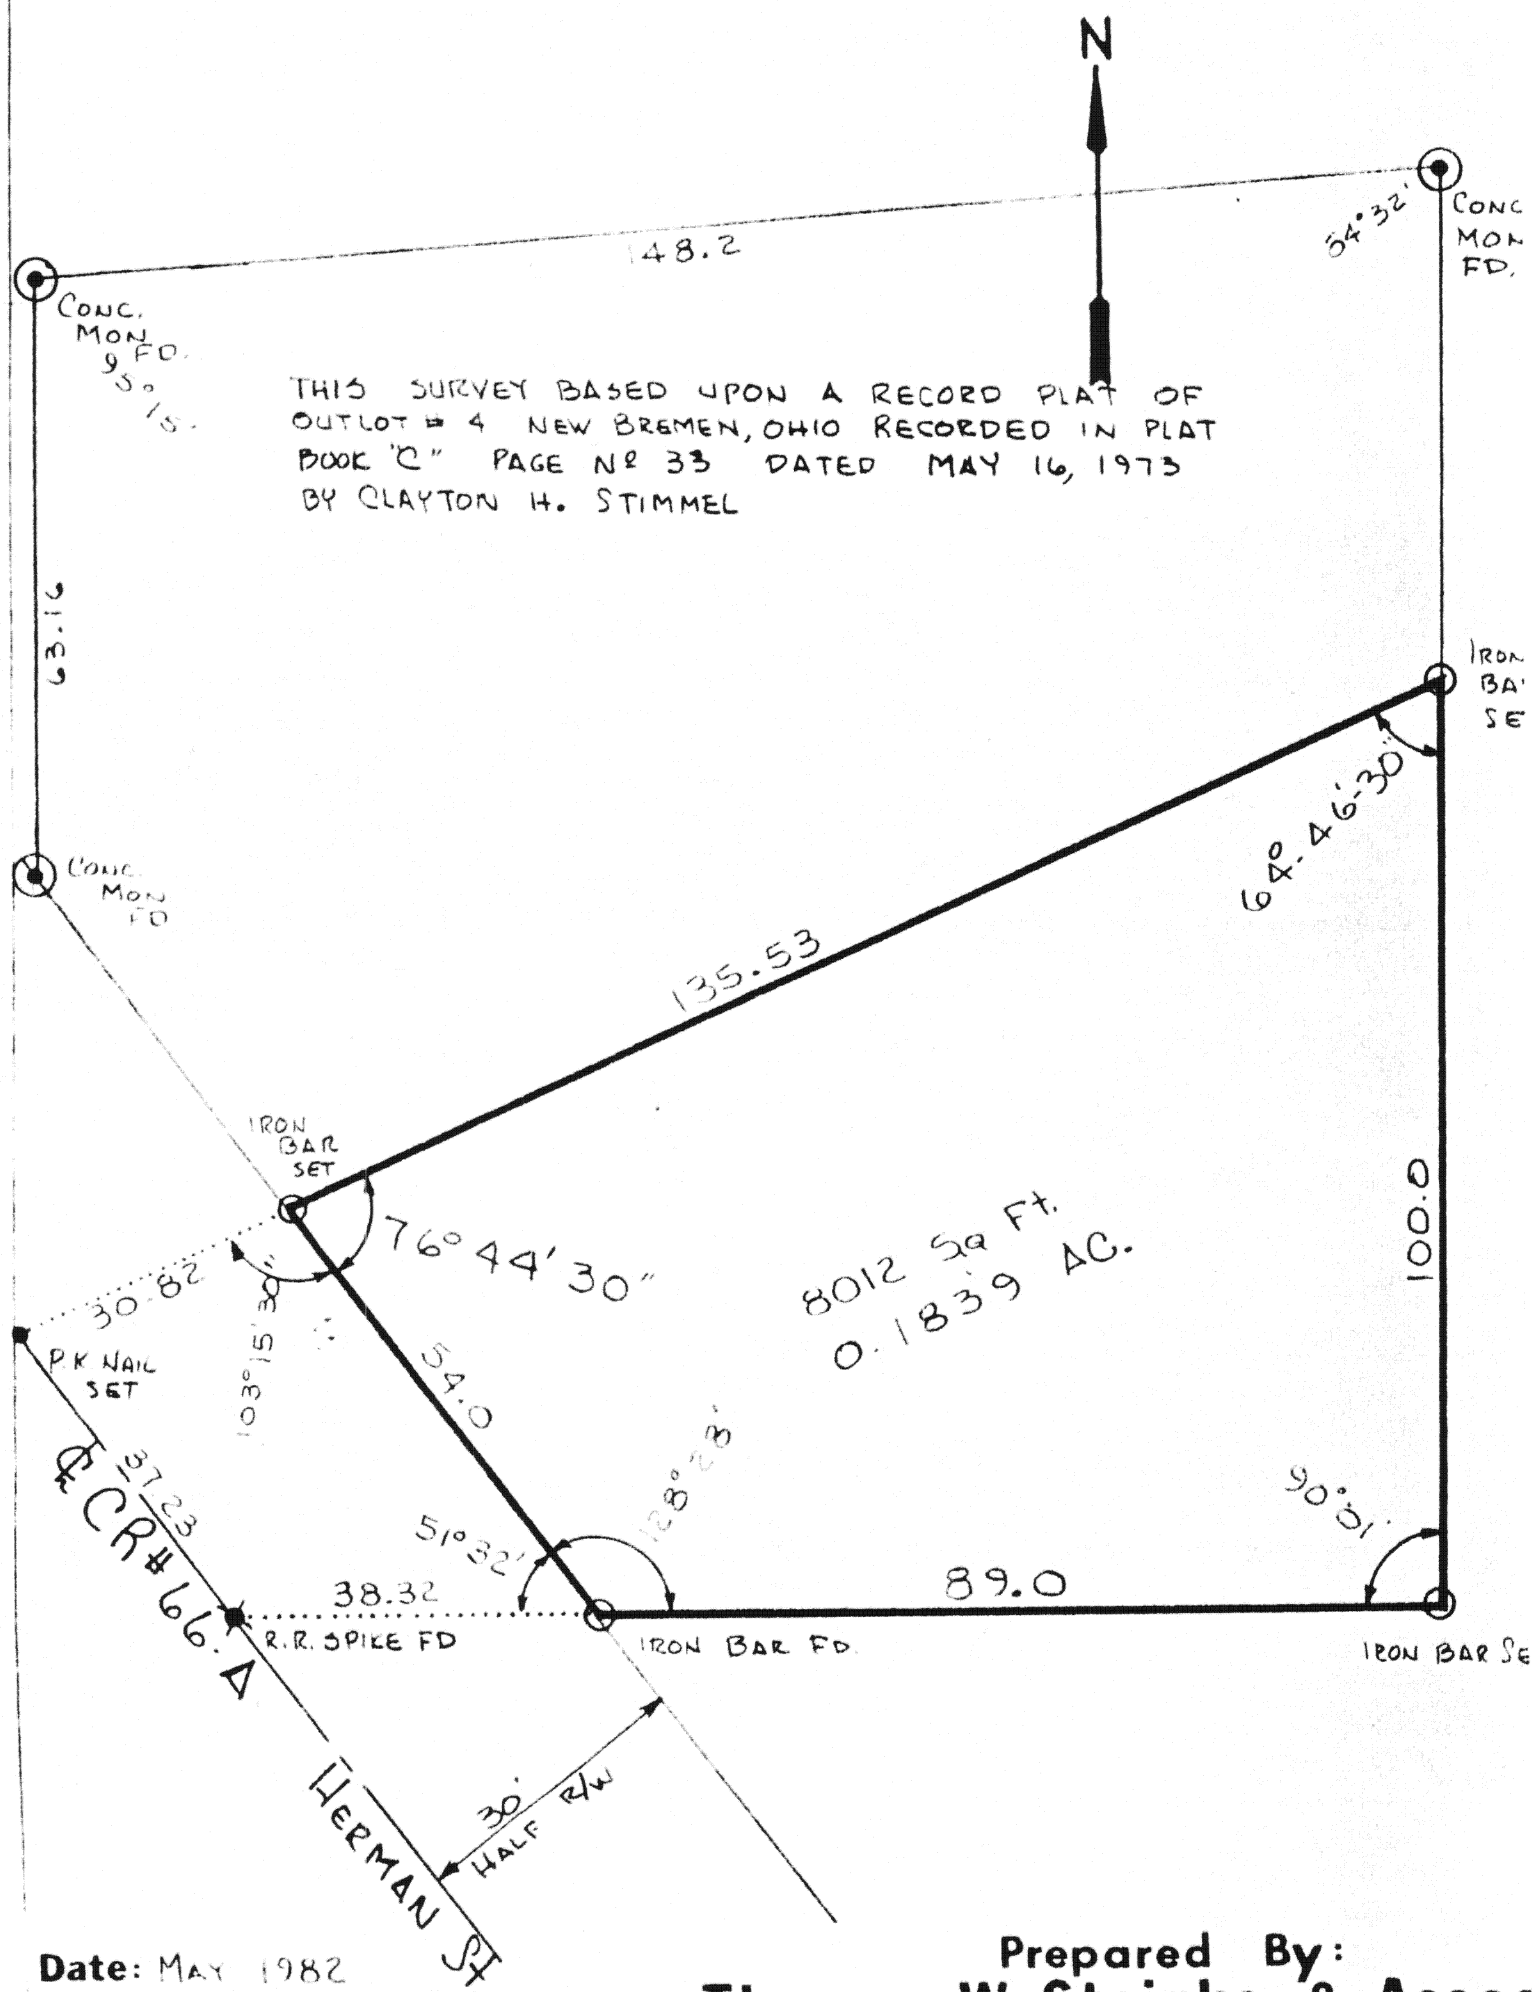 N
54°32'
CONC
MON
FD.
148.2
CONC.
MON
FD.
95°15'
THIS SURVEY BASED UPON A RECORD PLAT OF
OUTLOT # 4 NEW BREMEN, OHIO RECORDED IN PLAT
BOOK "C" PAGE Nº 33 DATED MAY 16, 1973
BY CLAYTON H. STIMMEL
63.16
IRON
BA
SE
64°-46'-30"
CONC.
MON
FD
135.53
IRON
BAR
SET
76° 44' 30"
8012 Sq Ft.
0.1839 AC.
100.0
30.82
103°15'30"
P.K NAIL
SET
54.0
37.23
℄ CR# 66.A
51°32'
128°28'
90°01'
38.32
89.0
R.R. SPIKE FD
IRON BAR FD.
IRON BAR SE
30'
HALF R/W
HERMAN St
Date: MAY 1982
Prepared By: